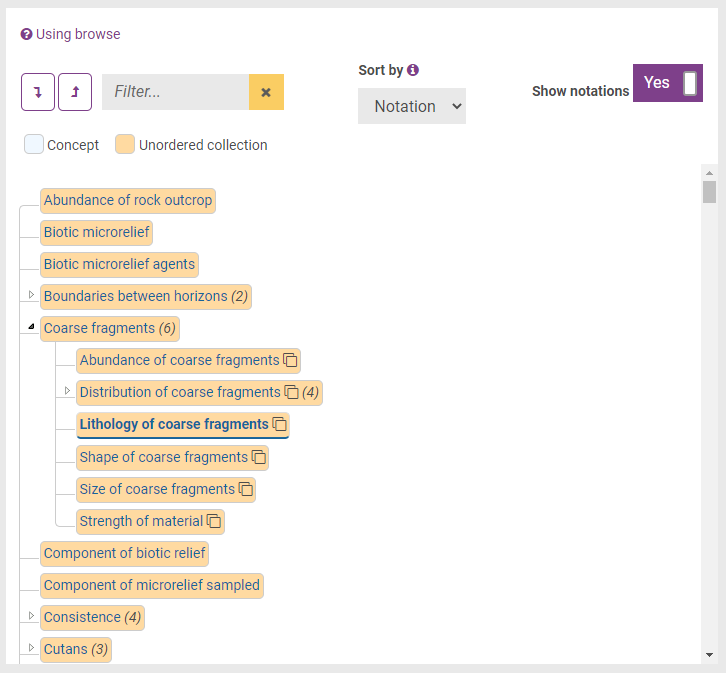 Using browse
Sort by
Filter...
Notation
Show notations
Yes
Concept
Unordered collection
Abundance of rock outcrop
Biotic microrelief
Biotic microrelief agents
Boundaries between horizons (2)
Coarse fragments (6)
Abundance of coarse fragments
Distribution of coarse fragments (4)
Lithology of coarse fragments
Shape of coarse fragments
Size of coarse fragments
Strength of material
Component of biotic relief
Component of microrelief sampled
Consistence (4)
Cutans (3)